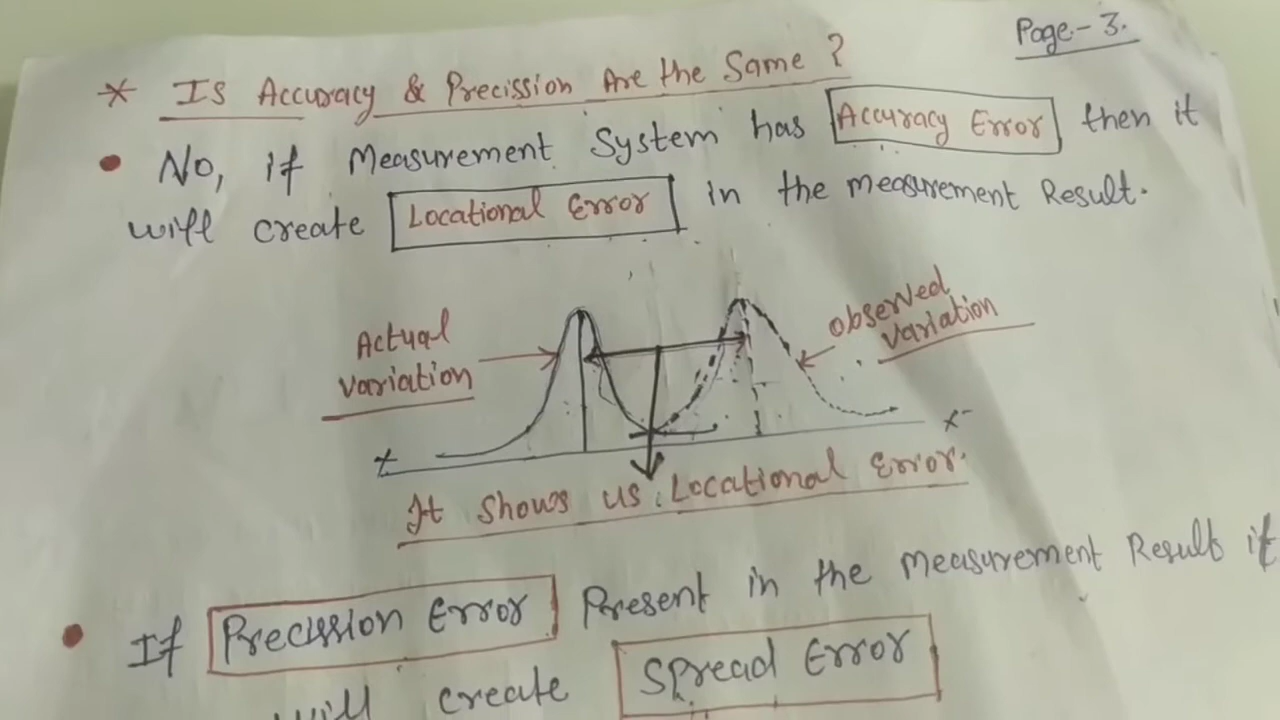 Page - 3.
* Is Accuracy & Precission Are the Same ?
• No, if Measurement System has Accuracy Error then it
will create Locational Error in the measurement Result.
Actual
variation
observed
variation
It shows us Locational Error.
• If Precission Error Present in the Measurement Result it
will create Spread Error